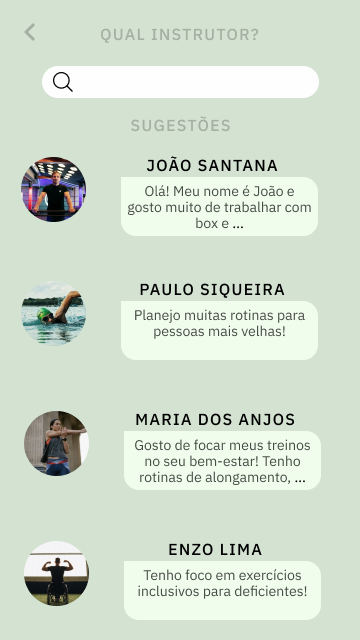 QUAL INSTRUTOR?
SUGESTÕES
JOÃO SANTANA
Olá! Meu nome é João e
gosto muito de trabalhar com
box e ...
PAULO SIQUEIRA
Planejo muitas rotinas para
pessoas mais velhas!
MARIA DOS ANJOS
Gosto de focar meus treinos
no seu bem-estar! Tenho
rotinas de alongamento, ...
ENZO LIMA
Tenho foco em exercícios
inclusivos para deficientes!